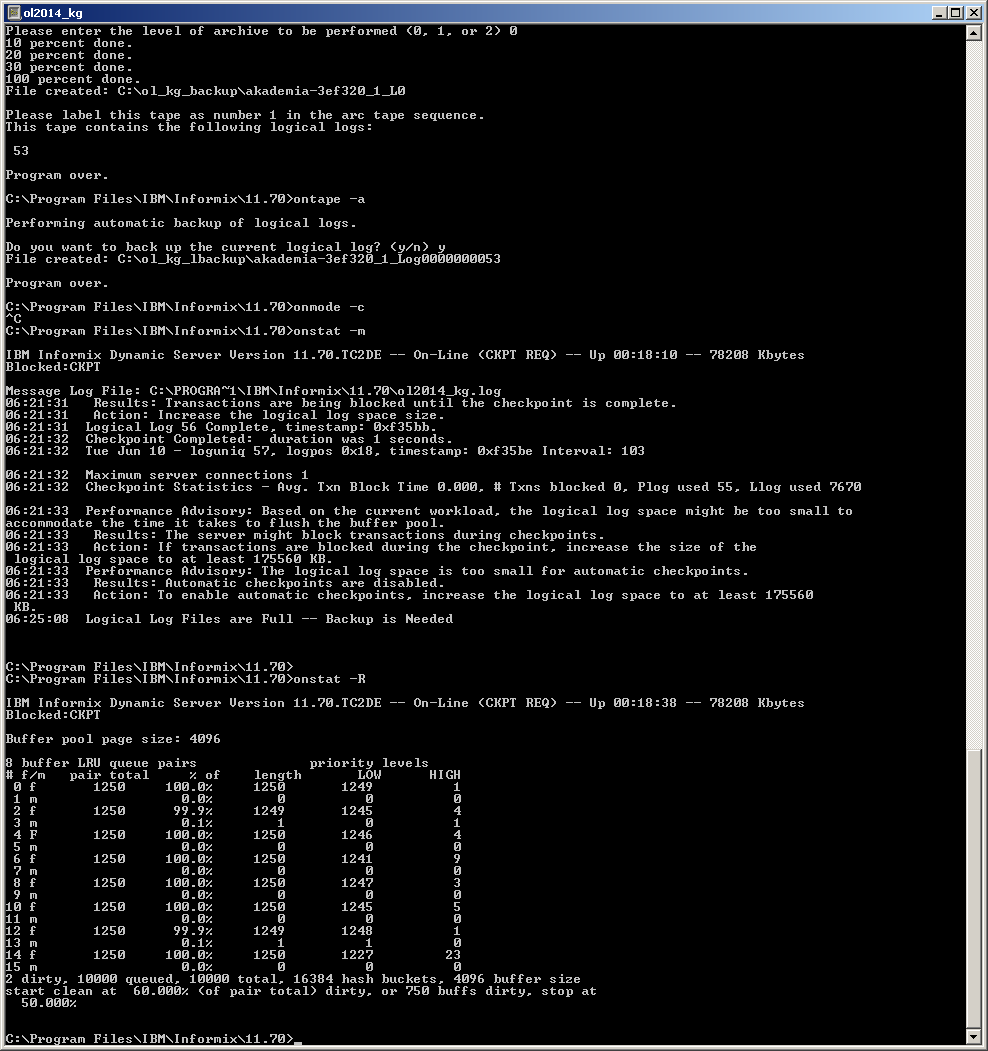 ol2014_kg
Please enter the level of archive to be performed (0, 1, or 2) 0
10 percent done.
20 percent done.
30 percent done.
100 percent done.
File created: C:\ol_kg_backup\akademia-3ef320_1_L0
Please label this tape as number 1 in the arc tape sequence.
This tape contains the following logical logs:
 53
Program over.
C:\Program Files\IBM\Informix\11.70>ontape -a
Performing automatic backup of logical logs.
Do you want to back up the current logical log? (y/n) y
File created: C:\ol_kg_lbackup\akademia-3ef320_1_Log0000000053
Program over.
C:\Program Files\IBM\Informix\11.70>onmode -c
^C
C:\Program Files\IBM\Informix\11.70>onstat -m
IBM Informix Dynamic Server Version 11.70.TC2DE -- On-Line (CKPT REQ) -- Up 00:18:10 -- 78208 Kbytes
Blocked:CKPT
Message Log File: C:\PROGRA~1\IBM\Informix\11.70\ol2014_kg.log
06:21:31   Results: Transactions are being blocked until the checkpoint is complete.
06:21:31   Action: Increase the logical log space size.
06:21:31  Logical Log 56 Complete, timestamp: 0xf35bb.
06:21:32  Checkpoint Completed:  duration was 1 seconds.
06:21:32  Tue Jun 10 - loguniq 57, logpos 0x18, timestamp: 0xf35be Interval: 103
06:21:32  Maximum server connections 1
06:21:32  Checkpoint Statistics - Avg. Txn Block Time 0.000, # Txns blocked 0, Plog used 55, Llog used 7670
06:21:33  Performance Advisory: Based on the current workload, the logical log space might be too small to
accommodate the time it takes to flush the buffer pool.
06:21:33   Results: The server might block transactions during checkpoints.
06:21:33   Action: If transactions are blocked during the checkpoint, increase the size of the
 logical log space to at least 175560 KB.
06:21:33  Performance Advisory: The logical log space is too small for automatic checkpoints.
06:21:33   Results: Automatic checkpoints are disabled.
06:21:33   Action: To enable automatic checkpoints, increase the logical log space to at least 175560
 KB.
06:25:08  Logical Log Files are Full -- Backup is Needed
C:\Program Files\IBM\Informix\11.70>
C:\Program Files\IBM\Informix\11.70>onstat -R
IBM Informix Dynamic Server Version 11.70.TC2DE -- On-Line (CKPT REQ) -- Up 00:18:38 -- 78208 Kbytes
Blocked:CKPT
Buffer pool page size: 4096
8 buffer LRU queue pairs              priority levels
# f/m   pair total     % of    length       LOW      HIGH
 0 f       1250     100.0%     1250       1249          1
 1 m                  0.0%        0          0          0
 2 f       1250      99.9%     1249       1245          4
 3 m                  0.1%        1          0          1
 4 F       1250     100.0%     1250       1246          4
 5 m                  0.0%        0          0          0
 6 f       1250     100.0%     1250       1241          9
 7 m                  0.0%        0          0          0
 8 f       1250     100.0%     1250       1247          3
 9 m                  0.0%        0          0          0
10 f       1250     100.0%     1250       1245          5
11 m                  0.0%        0          0          0
12 f       1250      99.9%     1249       1248          1
13 m                  0.1%        1          1          0
14 f       1250     100.0%     1250       1227         23
15 m                  0.0%        0          0          0
2 dirty, 10000 queued, 10000 total, 16384 hash buckets, 4096 buffer size
start clean at  60.000% (of pair total) dirty, or 750 buffs dirty, stop at
  50.000%
C:\Program Files\IBM\Informix\11.70>_